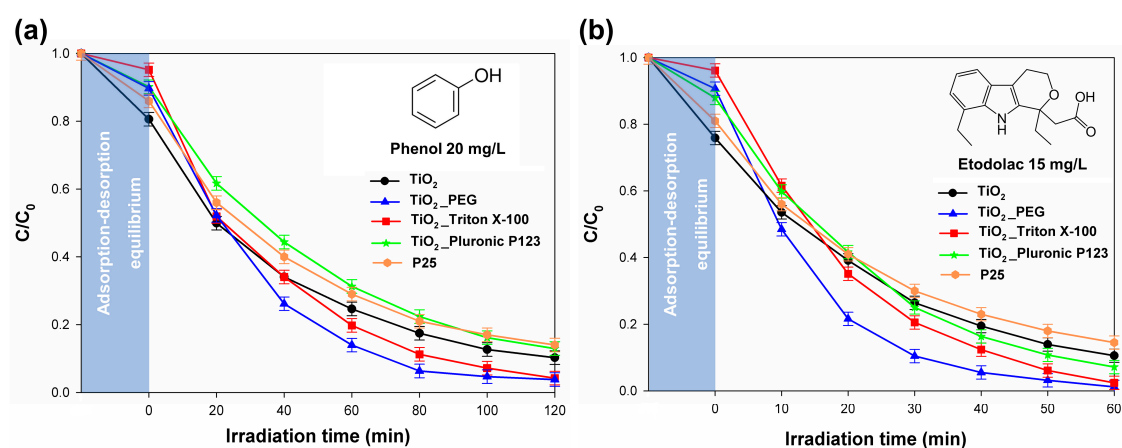 (a)
1.0
0.8
0.6
0.4
0.2
0.0
C/C₀
Adsorption-desorption
equilibrium
OH
Phenol 20 mg/L
TiO₂
TiO₂_PEG
TiO₂_Triton X-100
TiO₂_Pluronic P123
P25
0 20 40 60 80 100 120
Irradiation time (min)
(b)
1.0
0.8
0.6
0.4
0.2
0.0
C/C₀
Adsorption-desorption
equilibrium
O
OH
N
H
O
Etodolac 15 mg/L
TiO₂
TiO₂_PEG
TiO₂_Triton X-100
TiO₂_Pluronic P123
P25
0 10 20 30 40 50 60
Irradiation time (min)